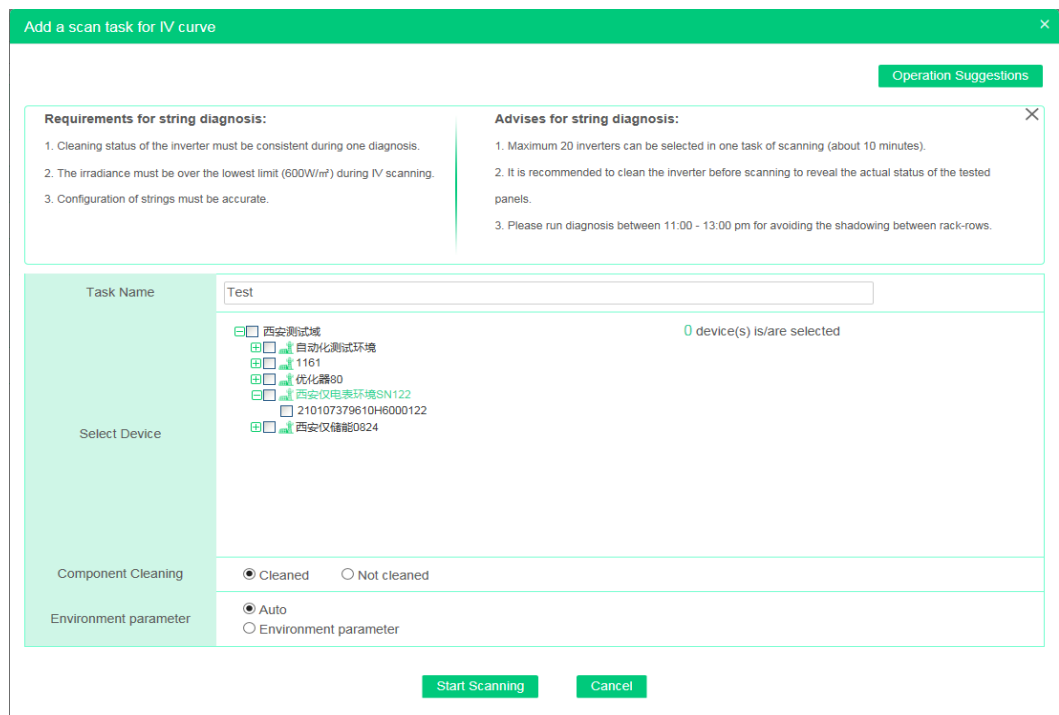 Add a scan task for IV curve
Operation Suggestions
Requirements for string diagnosis:
1. Cleaning status of the inverter must be consistent during one diagnosis.
2. The irradiance must be over the lowest limit (600W/㎡) during IV scanning.
3. Configuration of strings must be accurate.
Advises for string diagnosis:
1. Maximum 20 inverters can be selected in one task of scanning (about 10 minutes).
2. It is recommended to clean the inverter before scanning to reveal the actual status of the tested
panels.
3. Please run diagnosis between 11:00 - 13:00 pm for avoiding the shadowing between rack-rows.
Task Name
Test
Select Device
西安测试域
自动化测试环境
1161
优化器80
西安仅电表环境SN122
210107379610H6000122
西安仅储能0824
0 device(s) is/are selected
Component Cleaning
Cleaned
Not cleaned
Environment parameter
Auto
Environment parameter
Start Scanning
Cancel